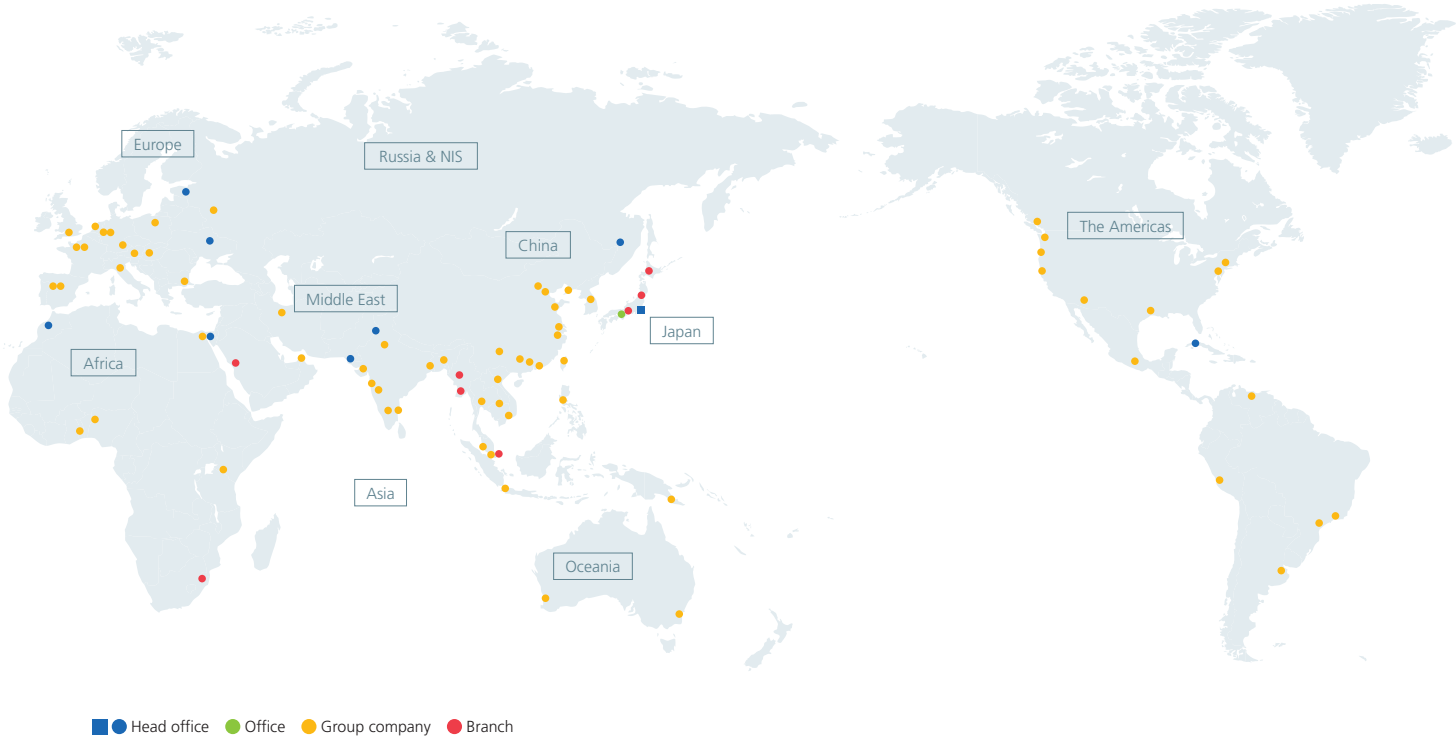 Europe
Russia & NIS
The Americas
China
Middle East
Japan
Africa
Asia
Oceania
Head office Office Group company Branch